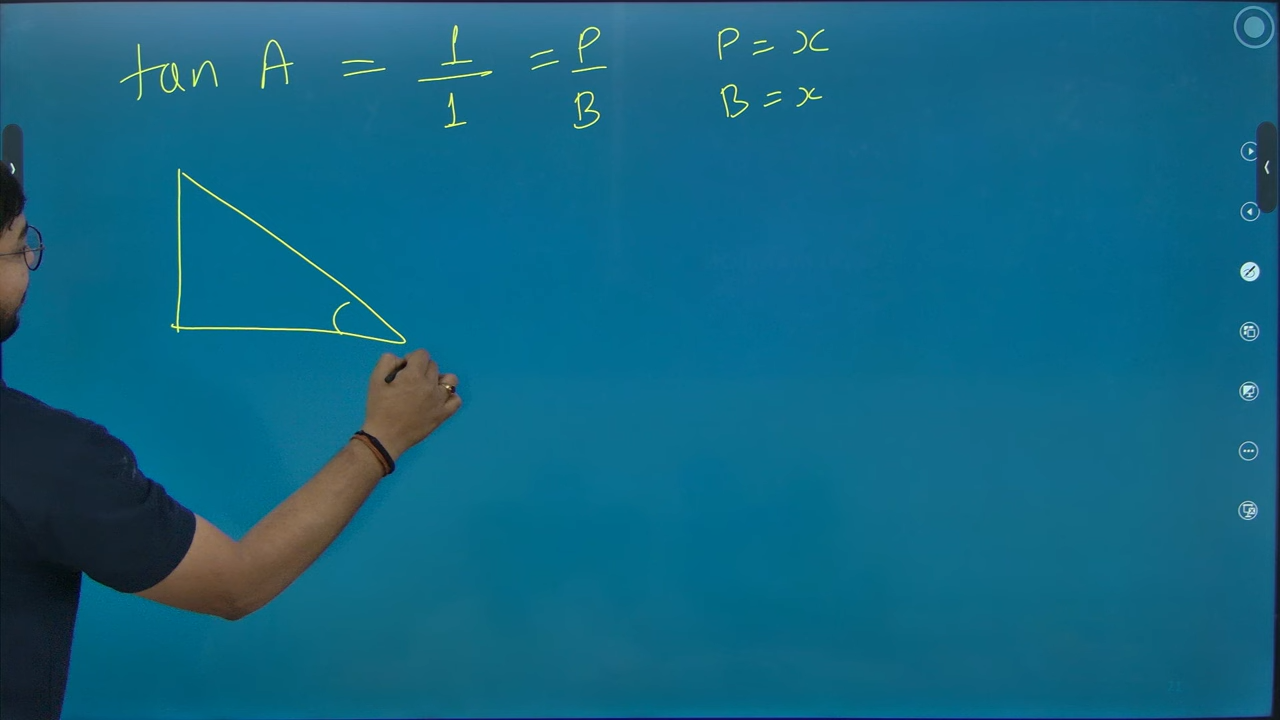 tan A = 1/1 = P/B
P = x
B = x